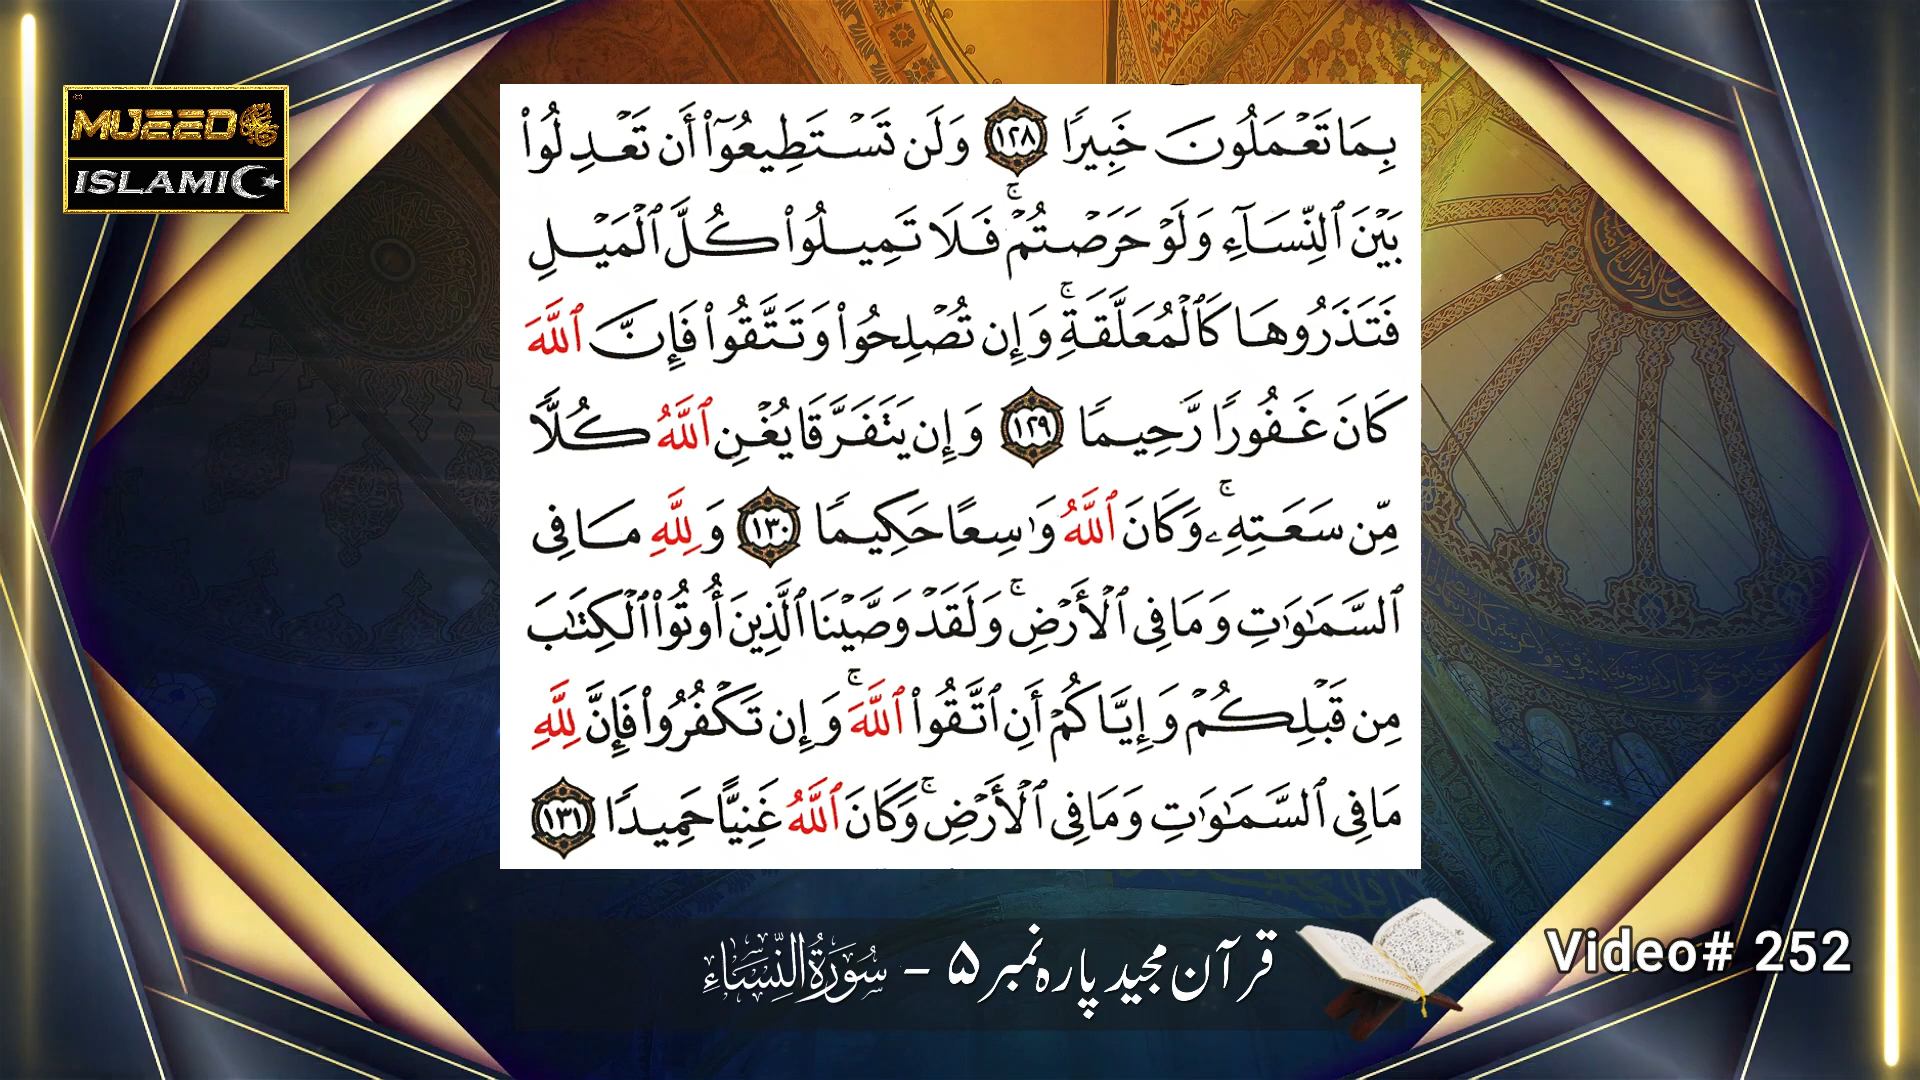 MUEED
ISLAMIC
بِمَا تَعْمَلُونَ خَبِيرًا ١٢٨ وَلَن تَسْتَطِيعُوٓا۟ أَن تَعْدِلُوا۟
بَيْنَ ٱلنِّسَآءِ وَلَوْ حَرَصْتُمْ ۚ فَلَا تَمِيلُوا۟ كُلَّ ٱلْمَيْلِ
فَتَذَرُوهَا كَٱلْمُعَلَّقَةِ ۚ وَإِن تُصْلِحُوا۟ وَتَتَّقُوا۟ فَإِنَّ ٱللَّهَ
كَانَ غَفُورًا رَّحِيمًا ١٢٩ وَإِن يَتَفَرَّقَا يُغْنِ ٱللَّهُ كُلًّا
مِّن سَعَتِهِۦ ۚ وَكَانَ ٱللَّهُ وَٰسِعًا حَكِيمًا ١٣٠ وَلِلَّهِ مَا فِى
ٱلسَّمَٰوَٰتِ وَمَا فِى ٱلْأَرْضِ ۚ وَلَقَدْ وَصَّيْنَا ٱلَّذِينَ أُوتُوا۟ ٱلْكِتَٰبَ
مِن قَبْلِكُمْ وَإِيَّاكُمْ أَنِ ٱتَّقُوا۟ ٱللَّهَ ۚ وَإِن تَكْفُرُوا۟ فَإِنَّ لِلَّهِ
مَا فِى ٱلسَّمَٰوَٰتِ وَمَا فِى ٱلْأَرْضِ ۚ وَكَانَ ٱللَّهُ غَنِيًّا حَمِيدًا ١٣١
قرآن مجید پارہ نمبر ۵ - سُورَةُ النِّسَاء
Video# 252